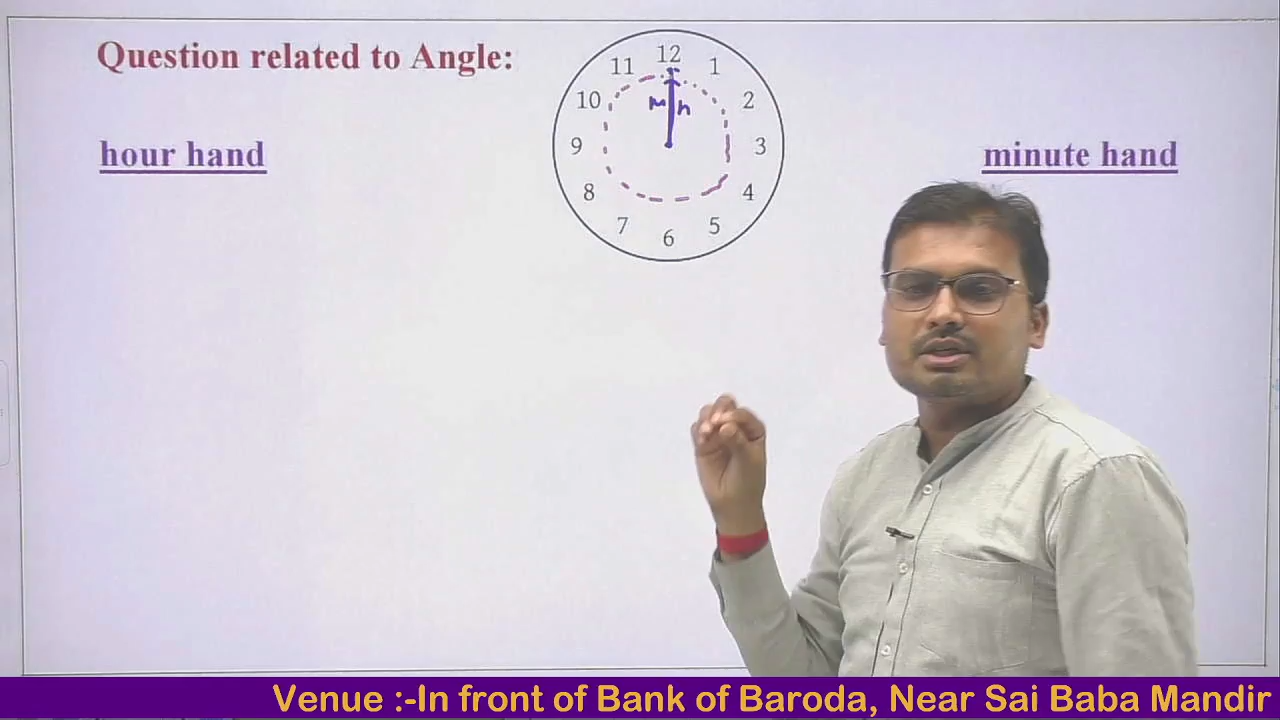 Question related to Angle:
12
11 1
10 2
M h
9 3
8 4
7 5
6
hour hand
minute hand
Venue :-In front of Bank of Baroda, Near Sai Baba Mandir